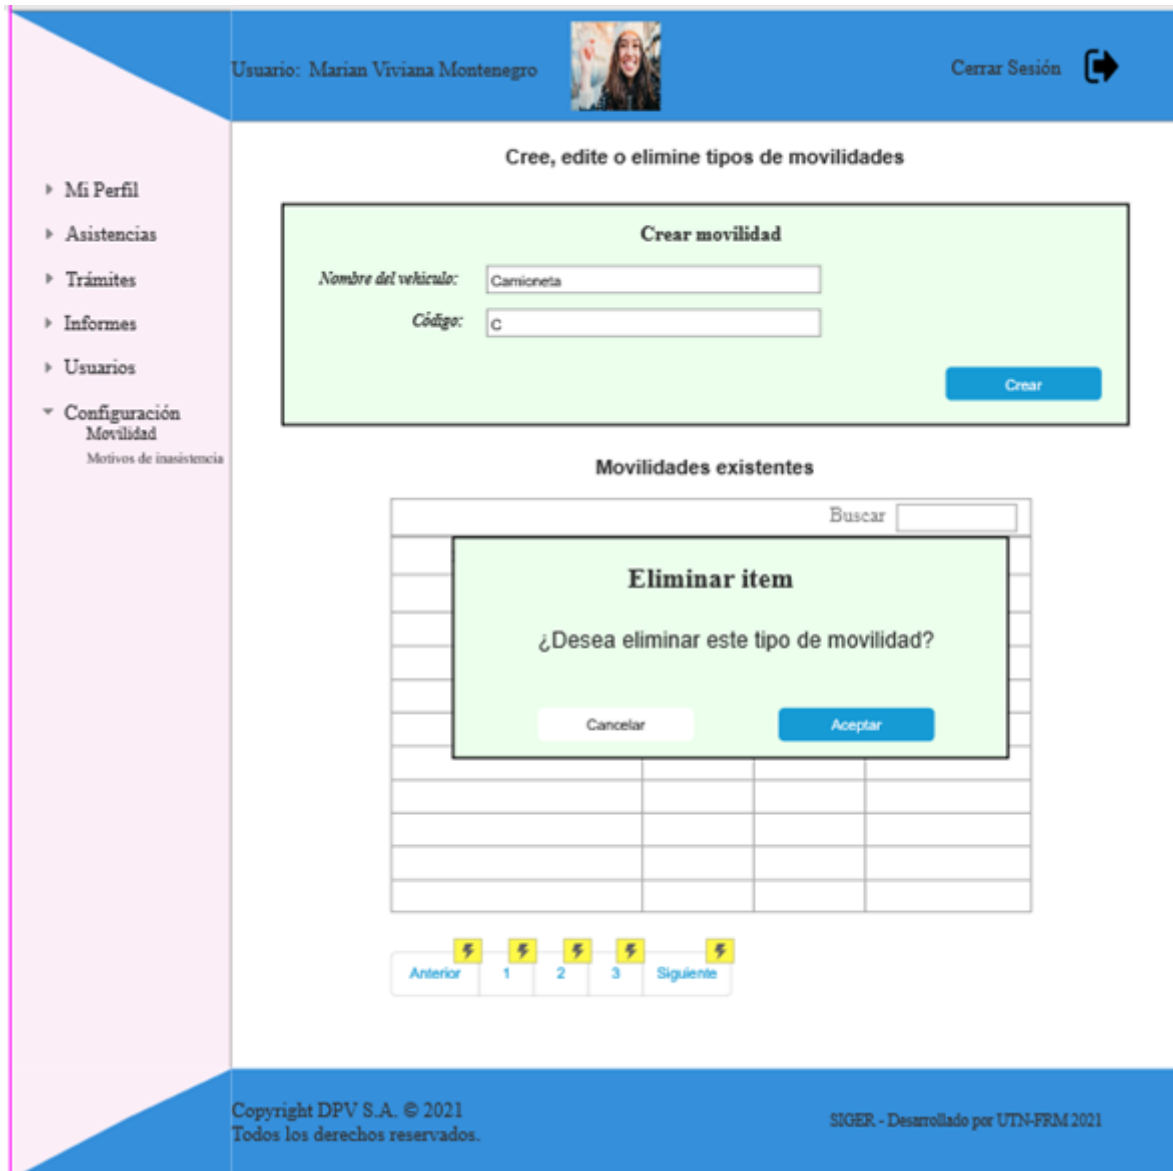 Usuario: Marian Viviana Montenegro
Cerrar Sesión
Mi Perfil
Asistencias
Trámites
Informes
Usuarios
Configuración
Movilidad
Motivos de inasistencia
Cree, edite o elimine tipos de movilidades
Crear movilidad
Nombre del vehiculo: Camioneta
Código: C
Crear
Movilidades existentes
Buscar
Eliminar item
¿Desea eliminar este tipo de movilidad?
Cancelar Aceptar
Anterior 1 2 3 Siguiente
Copyright DPV S.A. © 2021
Todos los derechos reservados.
SIGER - Desarrollado por UTN-FRM 2021